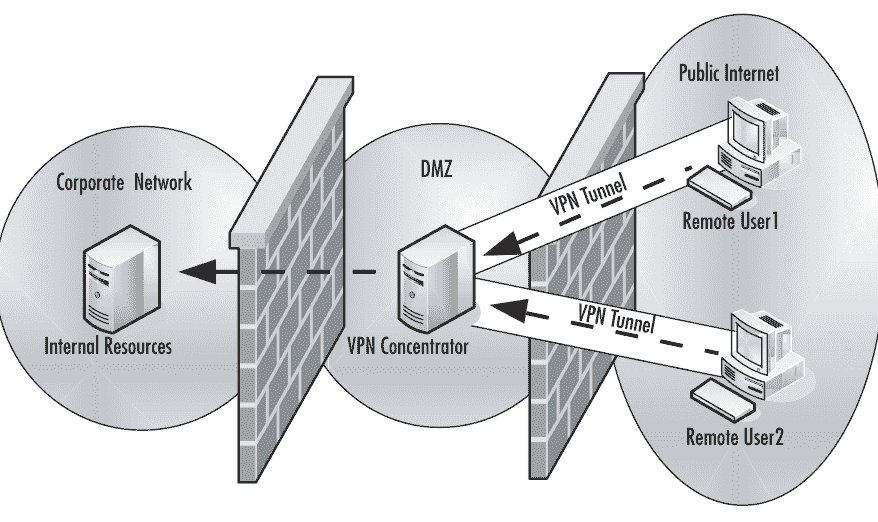 Public Internet
Corporate Network
DMZ
VPN Tunnel
Remote User1
Internal Resources
VPN Concentrator
VPN Tunnel
Remote User2